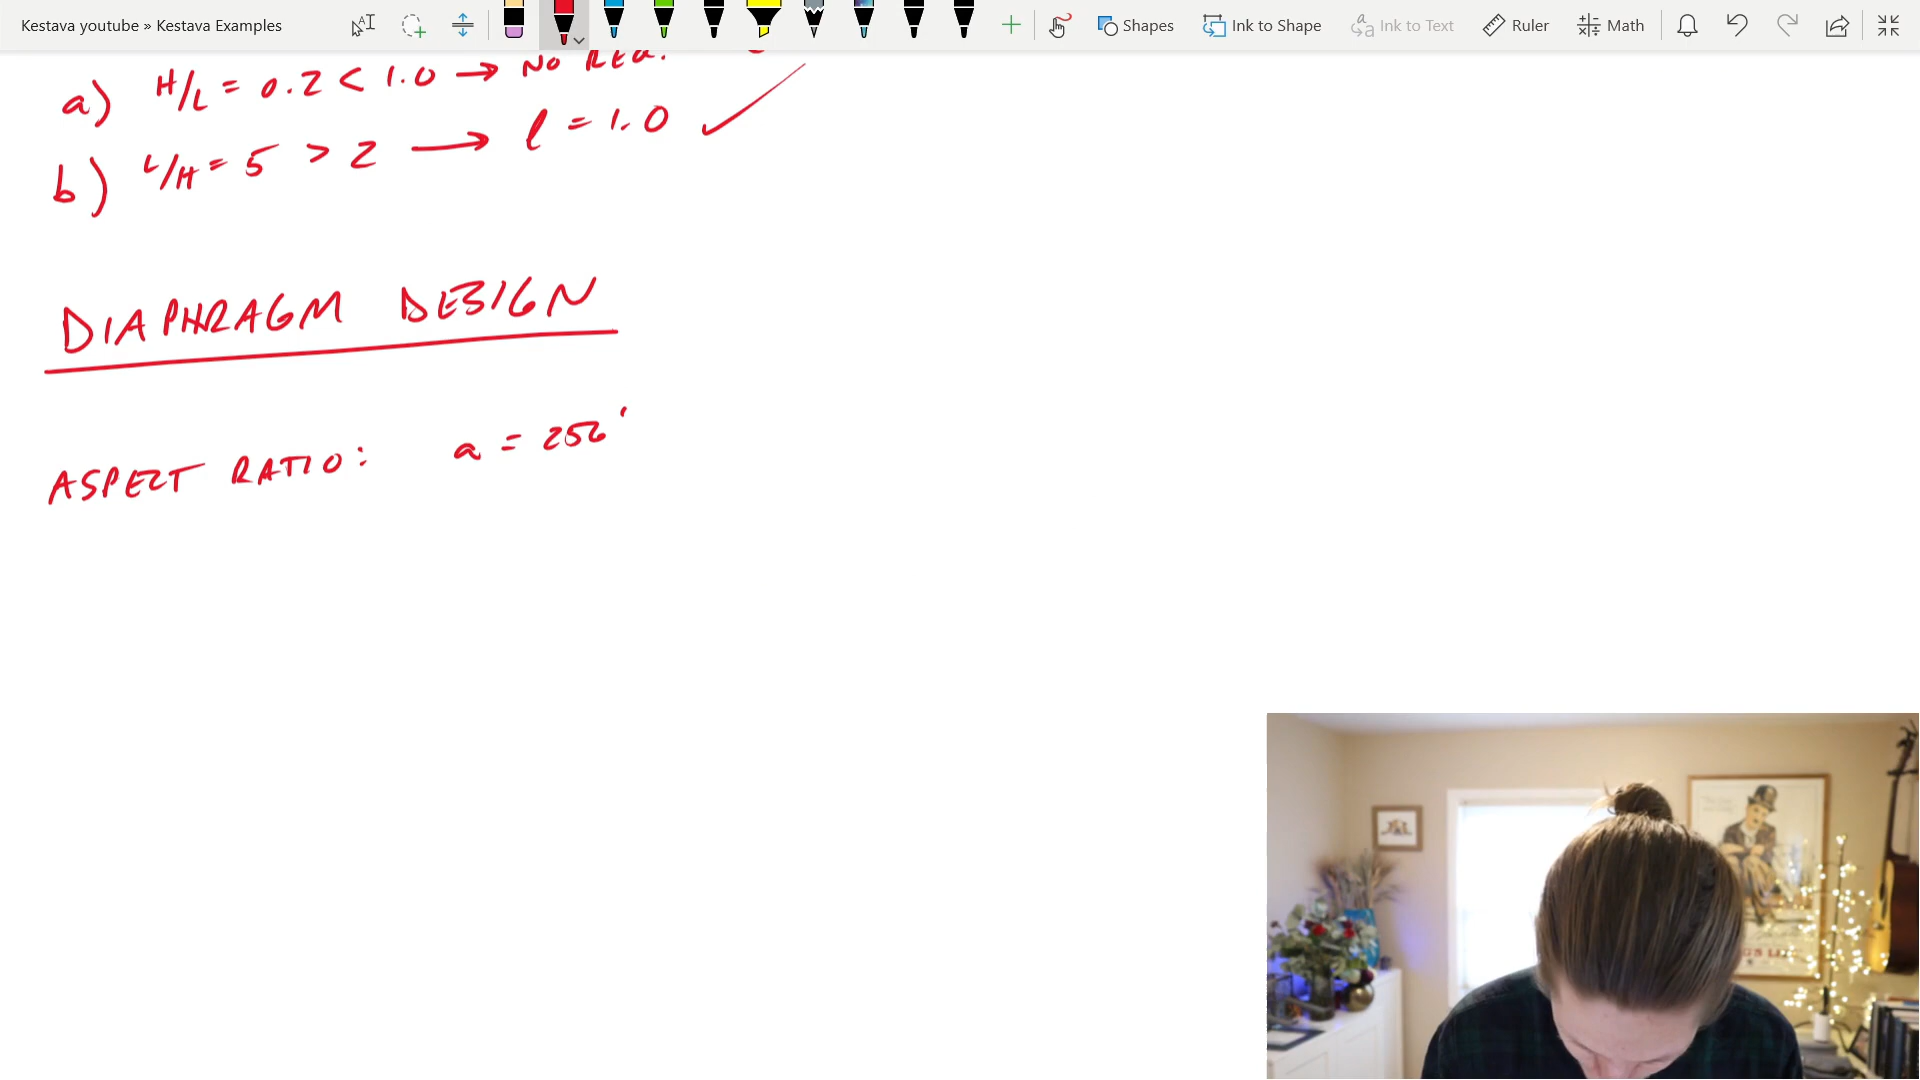 Kestava youtube » Kestava Examples
Shapes
Ink to Shape
Ink to Text
Ruler
Math
a) H/L = 0.2 < 1.0 → NO REQ.
b) L/H = 5 > 2 → l = 1.0 ✓
DIAPHRAGM DESIGN
ASPECT RATIO: a = 256'